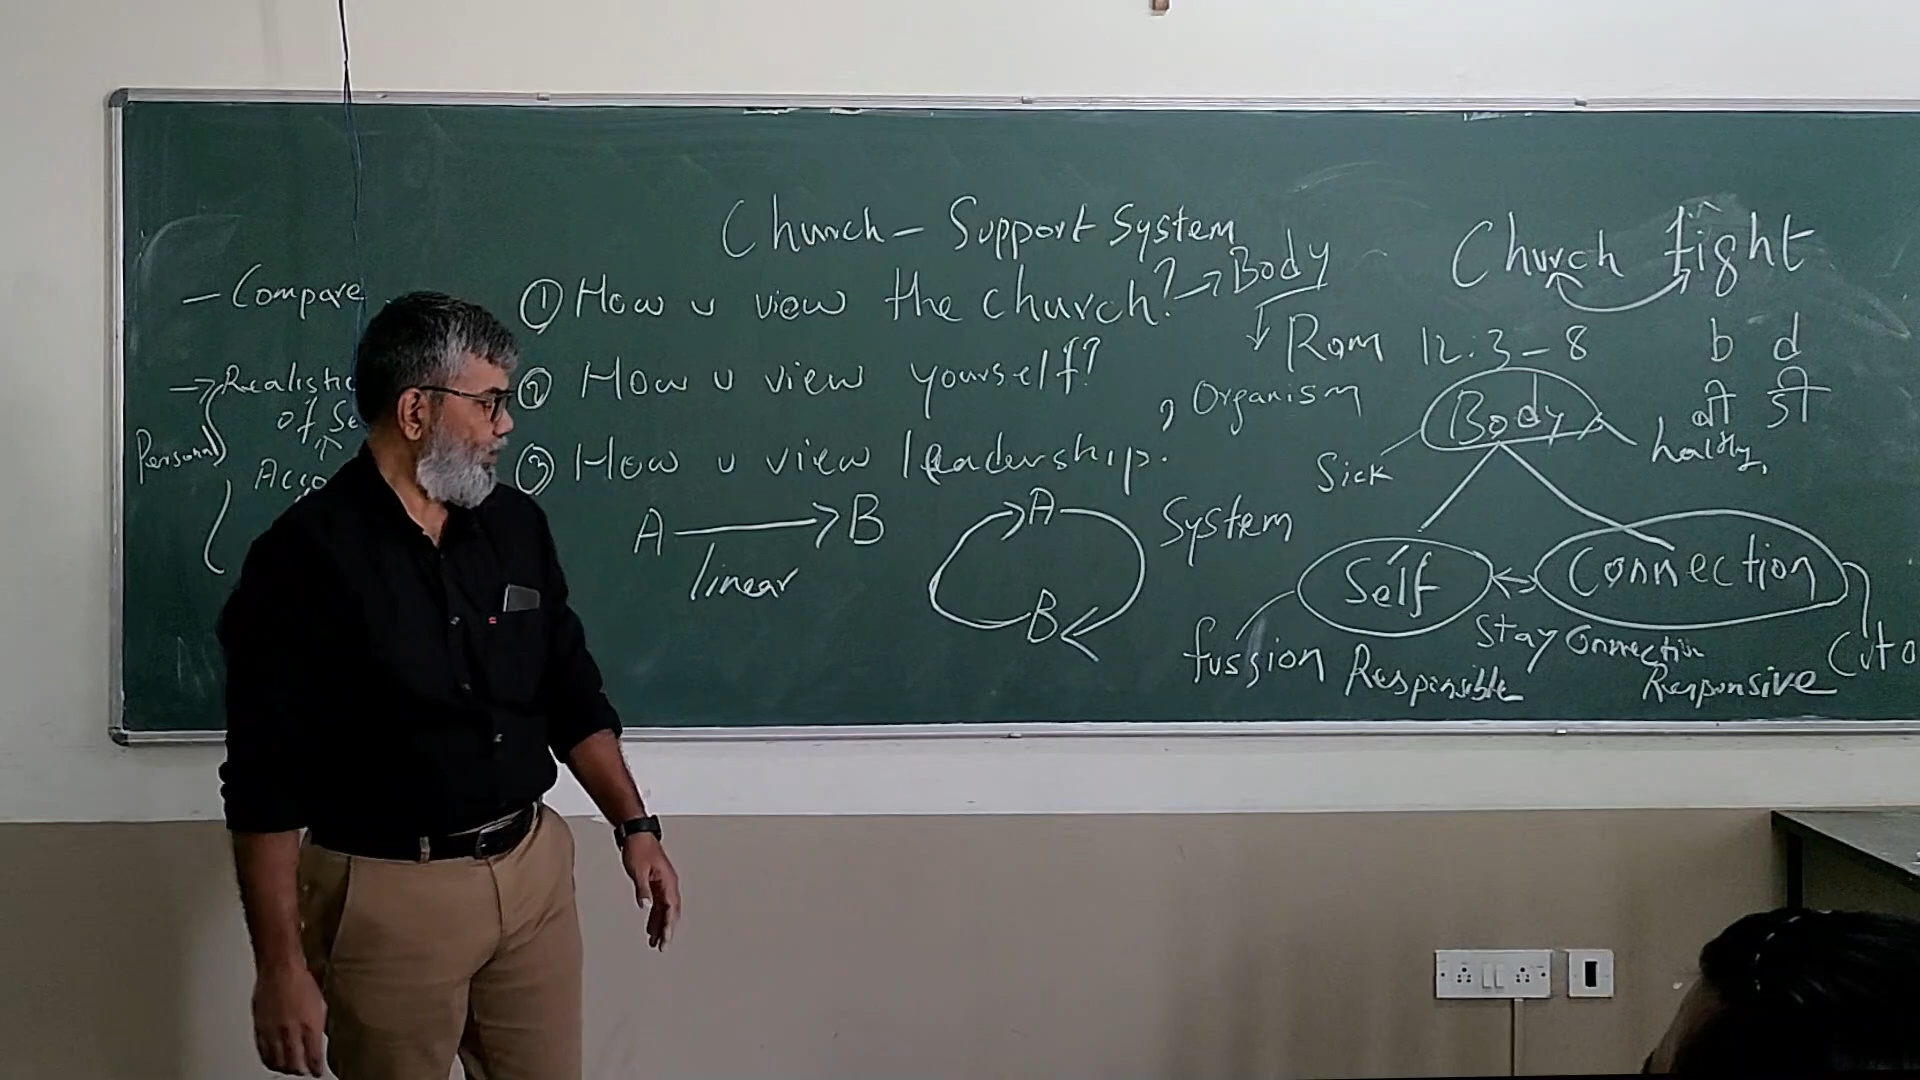 Church - Support System
- Compare
① How u view the church? → Body
→ Realistic
of Se
Personal
Acco
② How u view yourself?
③ How u view leadership?
A → B
linear
A
B
System
Organism
Church fight
Rom 12:3-8
b d
Body
Sick
healthy,
Self ↔ Connection
Stay Connection
fussion Responsible
Responsive
Cuto